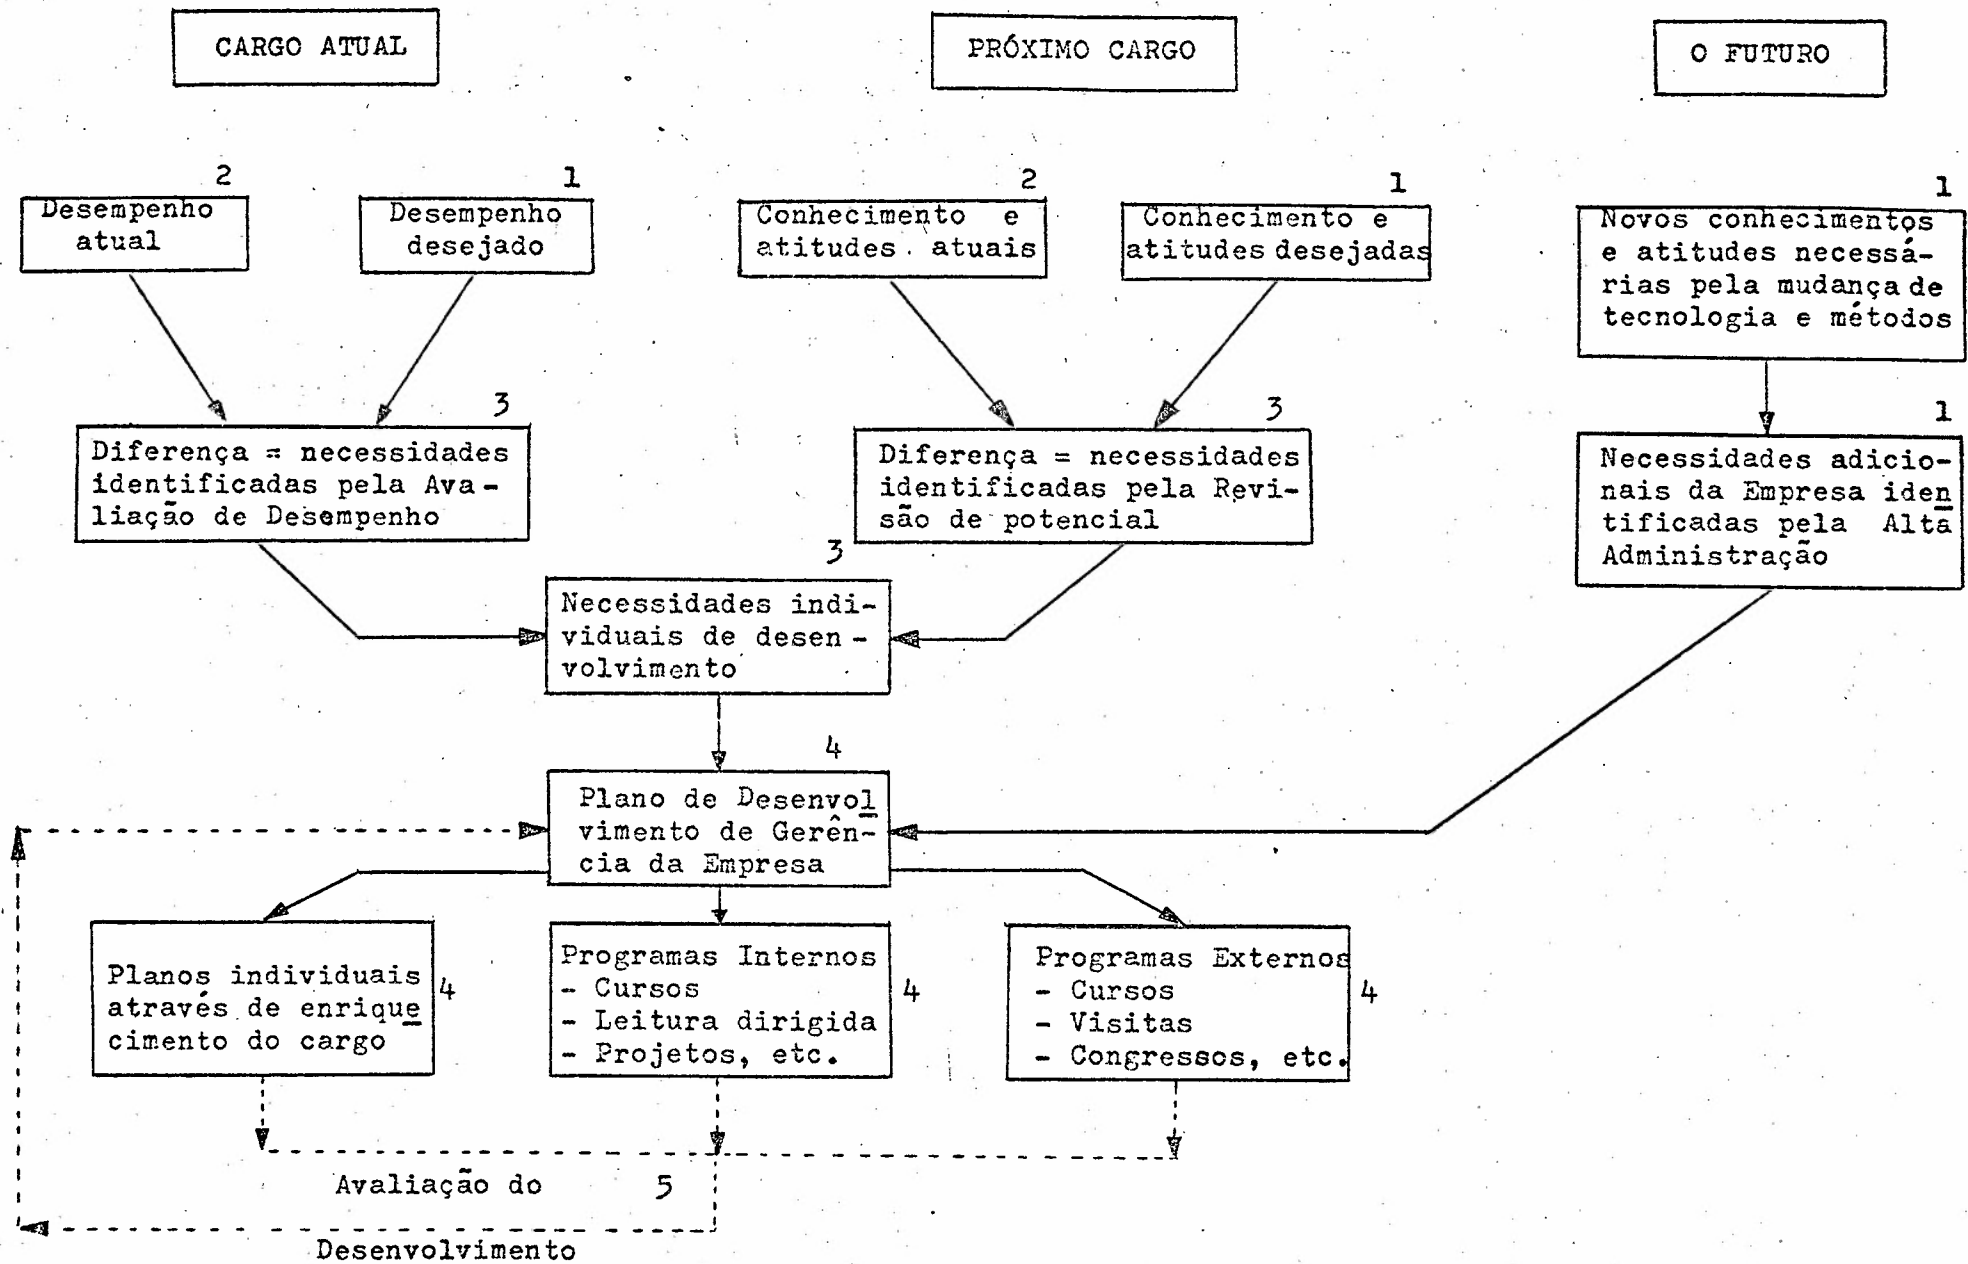 CARGO ATUAL
PRÓXIMO CARGO
O FUTURO
2
Desempenho
atual
1
Desempenho
desejado
2
Conhecimento e
atitudes atuais
1
Conhecimento e
atitudes desejadas
1
Novos conhecimentos
e atitudes necessá-
rias pela mudança de
tecnologia e métodos
3
Diferença = necessidades
identificadas pela Ava-
liação de Desempenho
3
Diferença = necessidades
identificadas pela Revi-
são de potencial
1
Necessidades adicio-
nais da Empresa iden
tificadas pela Alta
Administração
3
Necessidades indi-
viduais de desen-
volvimento
4
Plano de Desenvol
vimento de Gerên-
cia da Empresa
Planos individuais
através de enrique
cimento do cargo
4
Programas Internos
- Cursos
- Leitura dirigida
- Projetos, etc.
4
Programas Externos
- Cursos
- Visitas
- Congressos, etc.
4
Avaliação do 5
Desenvolvimento